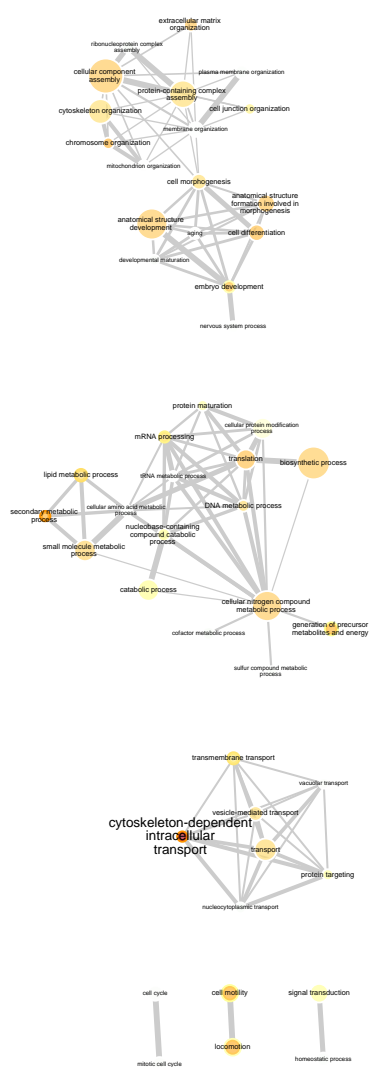 extracellular matrix
organization
ribonucleoprotein complex
assembly
cellular component
assembly
plasma membrane organization
protein-containing complex
assembly
cytoskeleton organization
cell junction organization
membrane organization
chromosome organization
mitochondrion organization
cell morphogenesis
anatomical structure
formation involved in
morphogenesis
anatomical structure
development
aging
cell differentiation
developmental maturation
embryo development
nervous system process
protein maturation
cellular protein modification
process
mRNA processing
translation
biosynthetic process
lipid metabolic process
tRNA metabolic process
cellular amino acid metabolic
process
DNA metabolic process
secondary metabolic
process
nucleobase-containing
compound catabolic
process
small molecule metabolic
process
catabolic process
cellular nitrogen compound
metabolic process
generation of precursor
metabolites and energy
cofactor metabolic process
sulfur compound metabolic
process
transmembrane transport
vacuolar transport
vesicle-mediated transport
cytoskeleton-dependent
intracellular
transport
transport
protein targeting
nucleocytoplasmic transport
cell cycle
cell motility
signal transduction
locomotion
mitotic cell cycle
homeostatic process